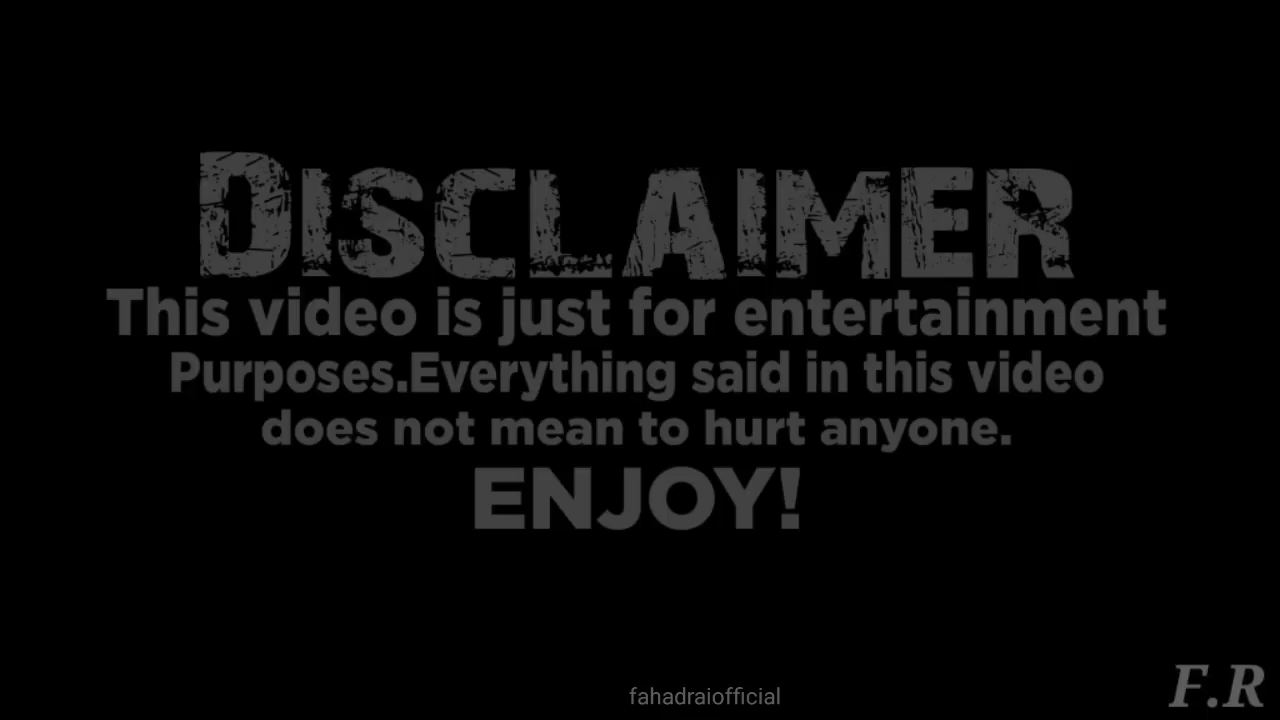 DISCLAIMER
This video is just for entertainment
Purposes.Everything said in this video
does not mean to hurt anyone.
ENJOY!
fahadraiofficial
F.R